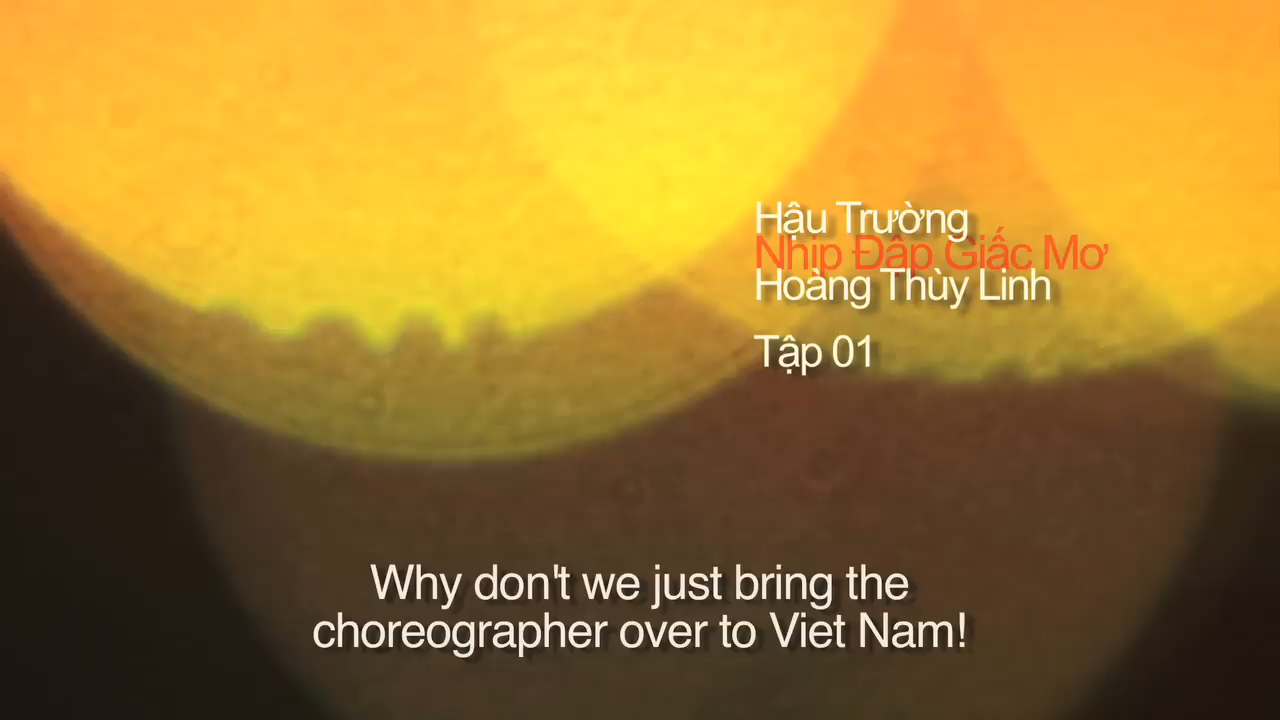 Hậu Trường
Nhịp Đập Giấc Mơ
Hoàng Thùy Linh
Tập 01
Why don't we just bring the
choreographer over to Viet Nam!